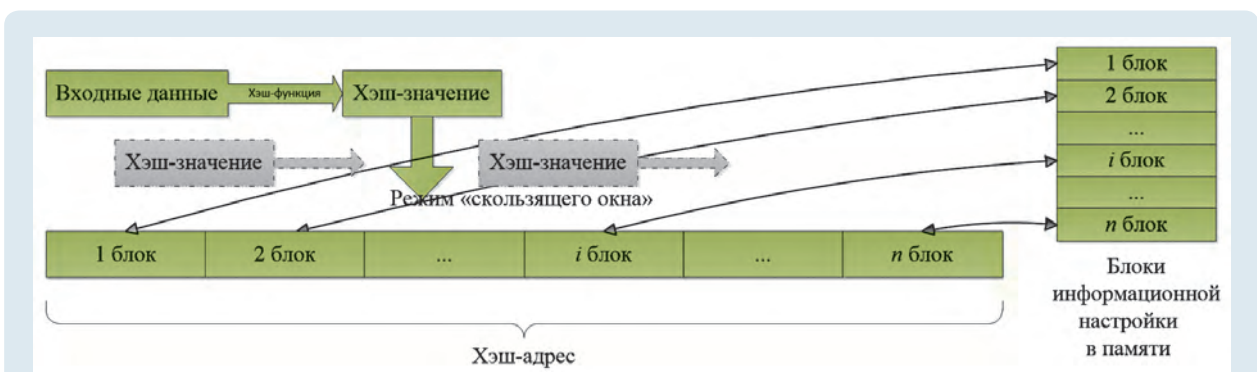 Входные данные
Хэш-функция
Хэш-значение
Хэш-значение
Хэш-значение
Режим «скользящего окна»
1 блок
2 блок
...
i блок
...
n блок
Хэш-адрес
1 блок
2 блок
...
i блок
...
n блок
Блоки
информационной
настройки
в памяти